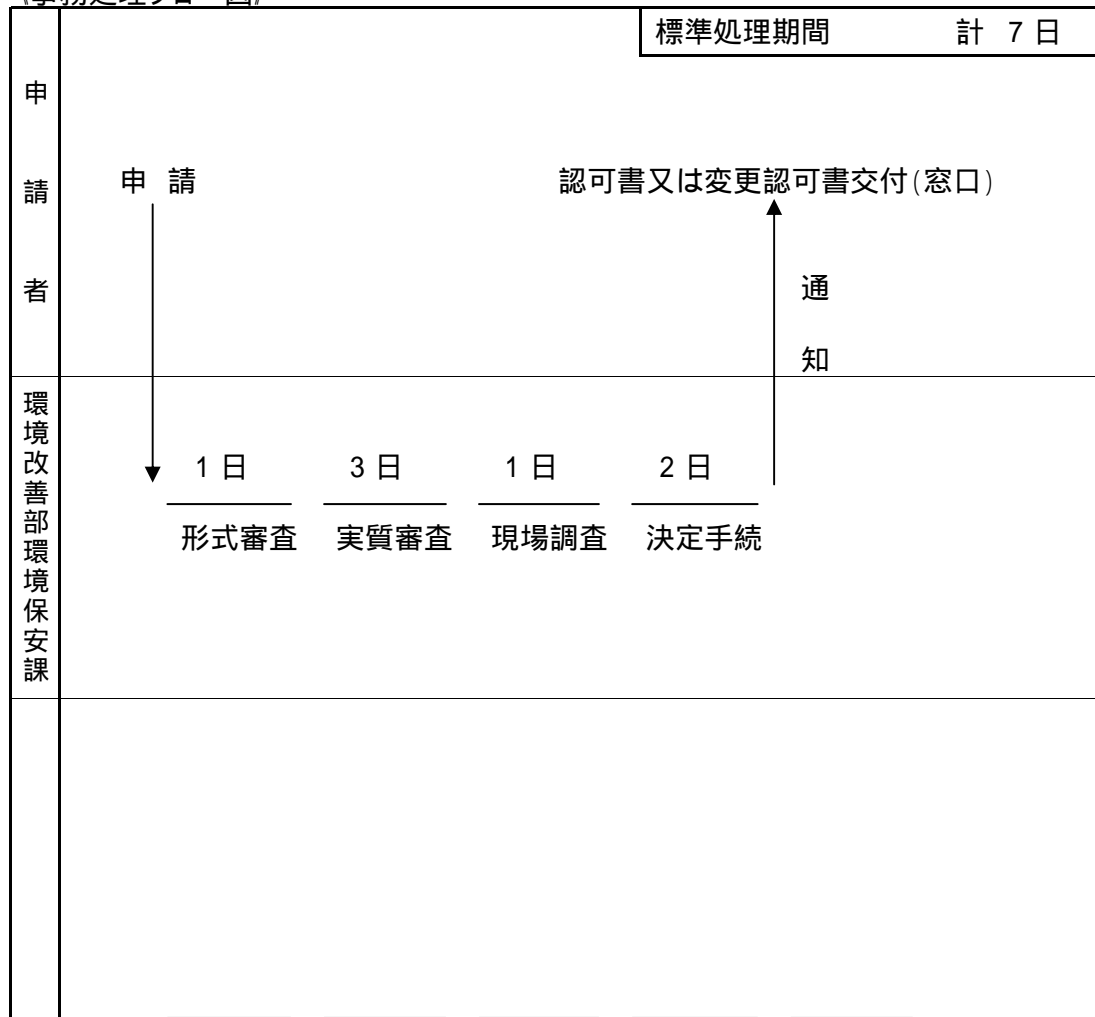 標準処理期間 計 7 日
申請者
申 請
認可書又は変更認可書交付(窓口)
通知
環境改善部環境保安課
1 日 3 日 1 日 2 日
形式審査 実質審査 現場調査 決定手続